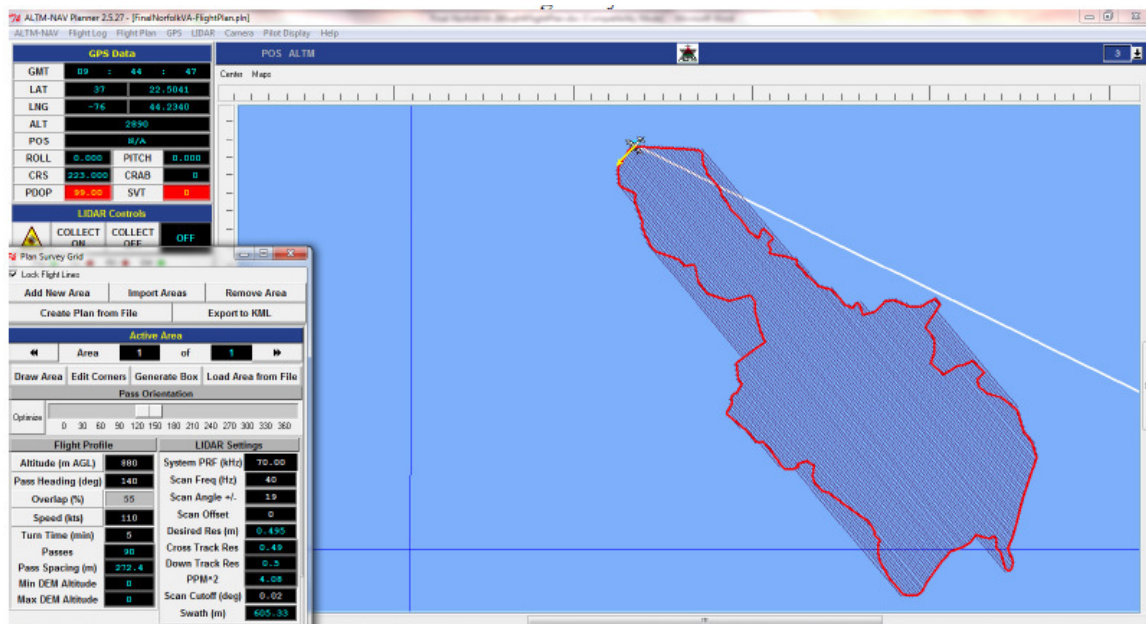 ALTM-NAV Planner 2.5.27 - [FinalNorfolkVA-FlightPlan.pln]
ALTM-NAV Flight Log Flight Plan GPS LIDAR Camera Pilot Display Help
GPS Data
GMT 09 : 44 : 47
LAT 37 22.5041
LNG -76 44.2340
ALT 2890
POS N/A
ROLL 0.000 PITCH 0.000
CRS 223.000 CRAB 0
PDOP 99.00 SVT 0
LIDAR Controls
COLLECT ON COLLECT OFF OFF
POS ALTM
3
Center Maps
Plan Survey Grid
Lock Flight Lines
Add New Area Import Areas Remove Area
Create Plan from File Export to KML
Active Area
Area 1 of 1
Draw Area Edit Corners Generate Box Load Area from File
Pass Orientation
Optimize
0 30 60 90 120 150 180 210 240 270 300 330 360
Flight Profile
Altitude (m AGL) 880
Pass Heading (deg) 140
Overlap (%) 55
Speed (kts) 110
Turn Time (min) 5
Passes 90
Pass Spacing (m) 272.4
Min DEM Altitude 0
Max DEM Altitude 0
LIDAR Settings
System PRF (kHz) 70.00
Scan Freq (Hz) 40
Scan Angle +/- 19
Scan Offset 0
Desired Res (m) 0.495
Cross Track Res 0.49
Down Track Res 0.5
PPM^2 4.08
Scan Cutoff (deg) 0.02
Swath (m) 605.33